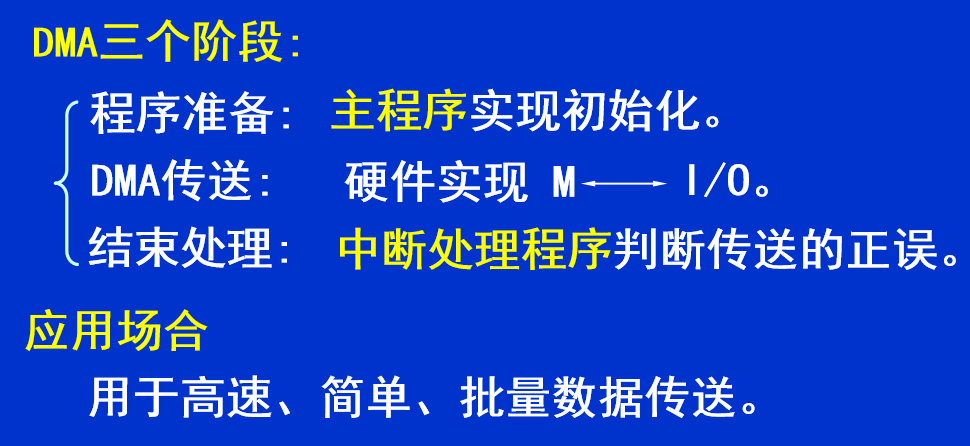 DMA三个阶段:
程序准备: 主程序实现初始化。
DMA传送: 硬件实现 M⟷I/O。
结束处理: 中断处理程序判断传送的正误。
应用场合
用于高速、简单、批量数据传送。